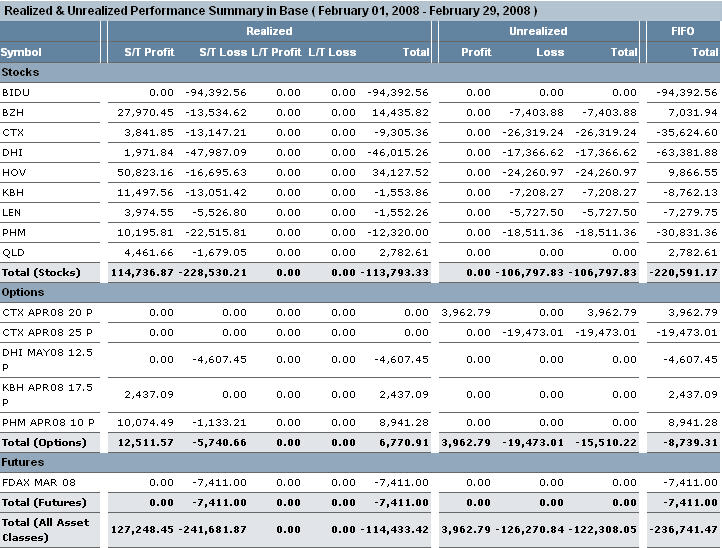 Realized & Unrealized Performance Summary in Base ( February 01, 2008 - February 29, 2008 )
Realized Unrealized FIFO
Symbol S/T Profit S/T Loss L/T Profit L/T Loss Total Profit Loss Total Total
Stocks
BIDU 0.00 -94,392.56 0.00 0.00 -94,392.56 0.00 0.00 0.00 -94,392.56
BZH 27,970.45 -13,534.62 0.00 0.00 14,435.82 0.00 -7,403.88 -7,403.88 7,031.94
CTX 3,841.85 -13,147.21 0.00 0.00 -9,305.36 0.00 -26,319.24 -26,319.24 -35,624.60
DHI 1,971.84 -47,987.09 0.00 0.00 -46,015.26 0.00 -17,366.62 -17,366.62 -63,381.88
HOV 50,823.16 -16,695.63 0.00 0.00 34,127.52 0.00 -24,260.97 -24,260.97 9,866.55
KBH 11,497.56 -13,051.42 0.00 0.00 -1,553.86 0.00 -7,208.27 -7,208.27 -8,762.13
LEN 3,974.55 -5,526.80 0.00 0.00 -1,552.26 0.00 -5,727.50 -5,727.50 -7,279.75
PHM 10,195.81 -22,515.81 0.00 0.00 -12,320.00 0.00 -18,511.36 -18,511.36 -30,831.36
QLD 4,461.66 -1,679.05 0.00 0.00 2,782.61 0.00 0.00 0.00 2,782.61
Total (Stocks) 114,736.87 -228,530.21 0.00 0.00 -113,793.33 0.00 -106,797.83 -106,797.83 -220,591.17
Options
CTX APR08 20 P 0.00 0.00 0.00 0.00 0.00 3,962.79 0.00 3,962.79 3,962.79
CTX APR08 25 P 0.00 0.00 0.00 0.00 0.00 0.00 -19,473.01 -19,473.01 -19,473.01
DHI MAY08 12.5
P 0.00 -4,607.45 0.00 0.00 -4,607.45 0.00 0.00 0.00 -4,607.45
KBH APR08 17.5
P 2,437.09 0.00 0.00 0.00 2,437.09 0.00 0.00 0.00 2,437.09
PHM APR08 10 P 10,074.49 -1,133.21 0.00 0.00 8,941.28 0.00 0.00 0.00 8,941.28
Total (Options) 12,511.57 -5,740.66 0.00 0.00 6,770.91 3,962.79 -19,473.01 -15,510.22 -8,739.31
Futures
FDAX MAR 08 0.00 -7,411.00 0.00 0.00 -7,411.00 0.00 0.00 0.00 -7,411.00
Total (Futures) 0.00 -7,411.00 0.00 0.00 -7,411.00 0.00 0.00 0.00 -7,411.00
Total (All Asset
Classes) 127,248.45 -241,681.87 0.00 0.00 -114,433.42 3,962.79 -126,270.84 -122,308.05 -236,741.47